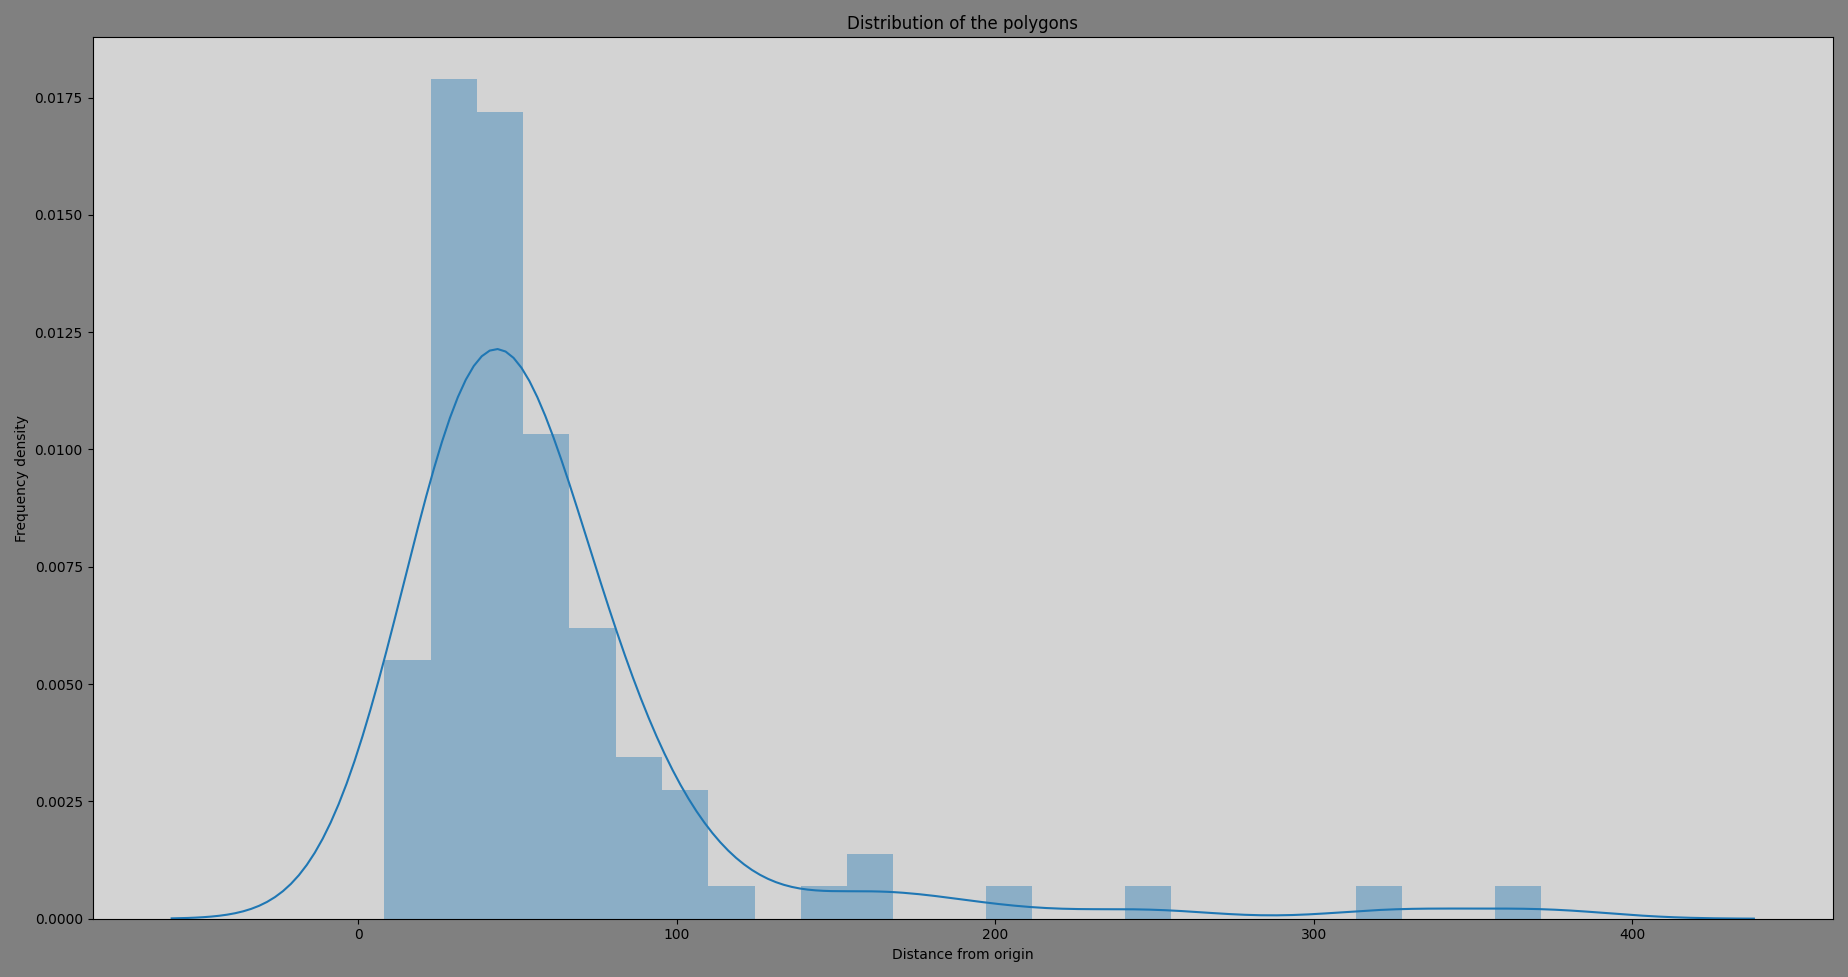 Distribution of the polygons
Frequency density
0.0175
0.0150
0.0125
0.0100
0.0075
0.0050
0.0025
0.0000
0 100 200 300 400
Distance from origin